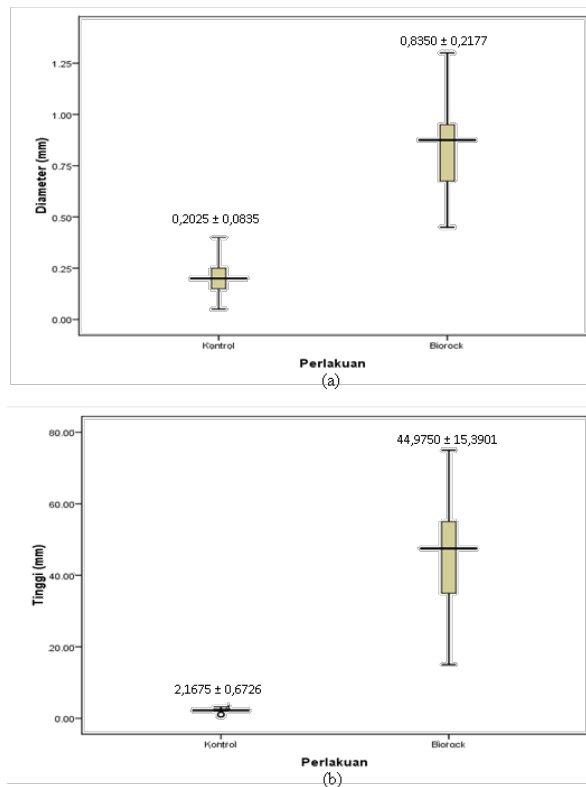 0,8350 ± 0,2177
1.25
1.00
0.75
0,2025 ± 0,0835
0.50
0.25
0.00
Diameter (mm)
Kontrol
Biorock
Perlakuan
(a)
80.00
44,9750 ± 15,3901
60.00
40.00
20.00
2,1675 ± 0,6726
0.00
Tinggi (mm)
Kontrol
Biorock
Perlakuan
(b)